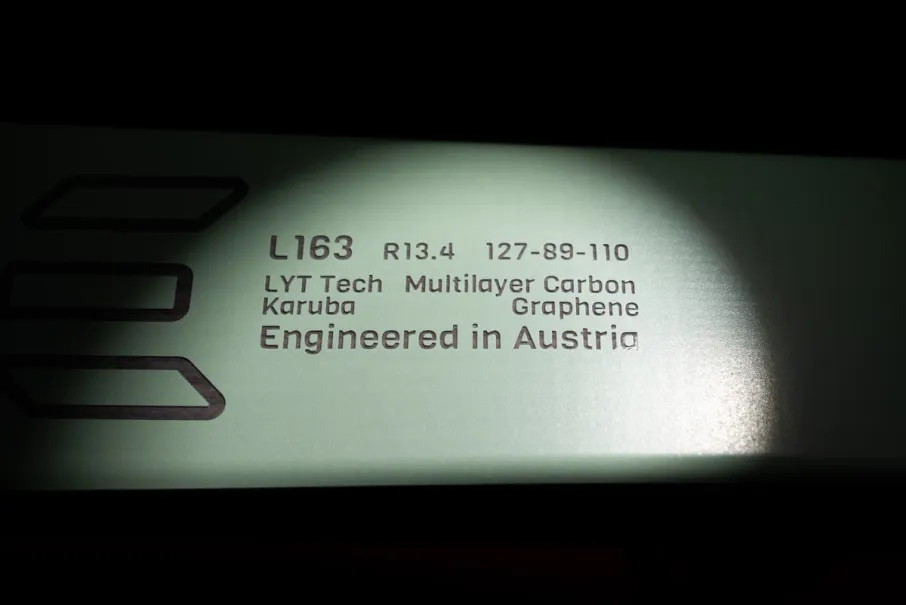 L163 R13.4 127-89-110
LYT Tech Multilayer Carbon
Karuba Graphene
Engineered in Austria